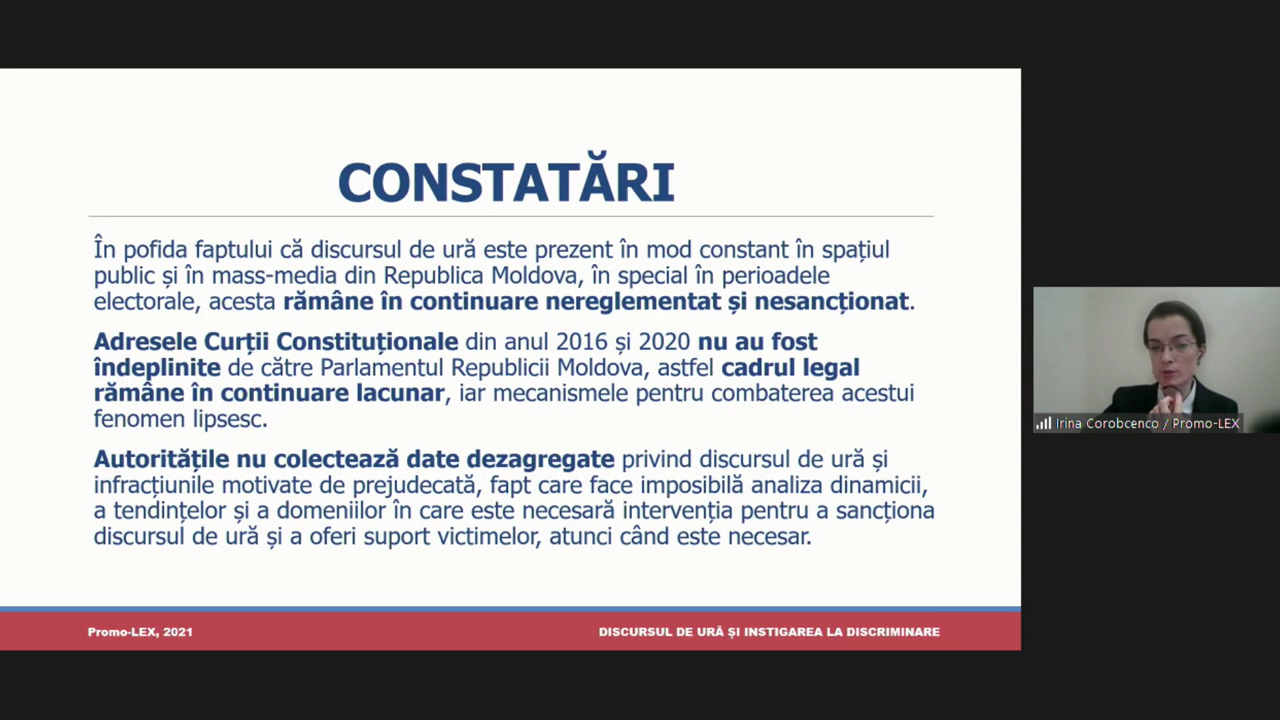 CONSTATĂRI
În pofida faptului că discursul de ură este prezent în mod constant în spațiul
public și în mass-media din Republica Moldova, în special în perioadele
electorale, acesta rămâne în continuare nereglementat și nesancționat.
Adresele Curții Constituționale din anul 2016 și 2020 nu au fost
îndeplinite de către Parlamentul Republicii Moldova, astfel cadrul legal
rămâne în continuare lacunar, iar mecanismele pentru combaterea acestui
fenomen lipsesc.
Autoritățile nu colectează date dezagregate privind discursul de ură și
infracțiunile motivate de prejudecată, fapt care face imposibilă analiza dinamicii,
a tendințelor și a domeniilor în care este necesară intervenția pentru a sancționa
discursul de ură și a oferi suport victimelor, atunci când este necesar.
Promo-LEX, 2021
DISCURSUL DE URĂ ȘI INSTIGAREA LA DISCRIMINARE
Irina Corobcenco / Promo-LEX